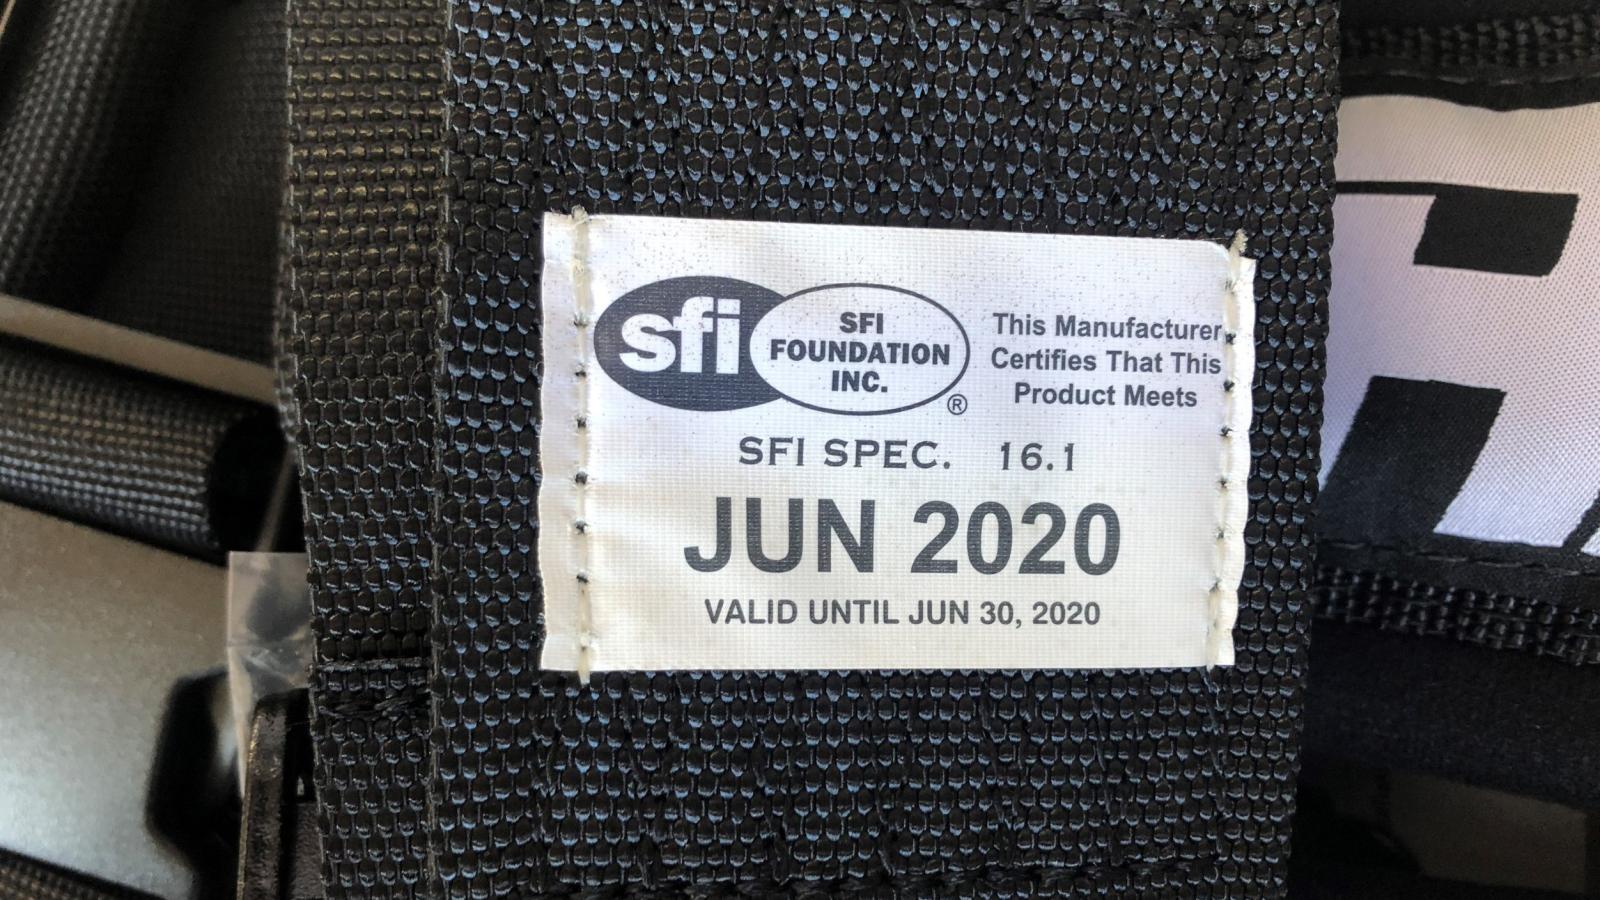 sfi
SFI
FOUNDATION
INC.
®
This Manufacturer
Certifies That This
Product Meets
SFI SPEC. 16.1
JUN 2020
VALID UNTIL JUN 30, 2020